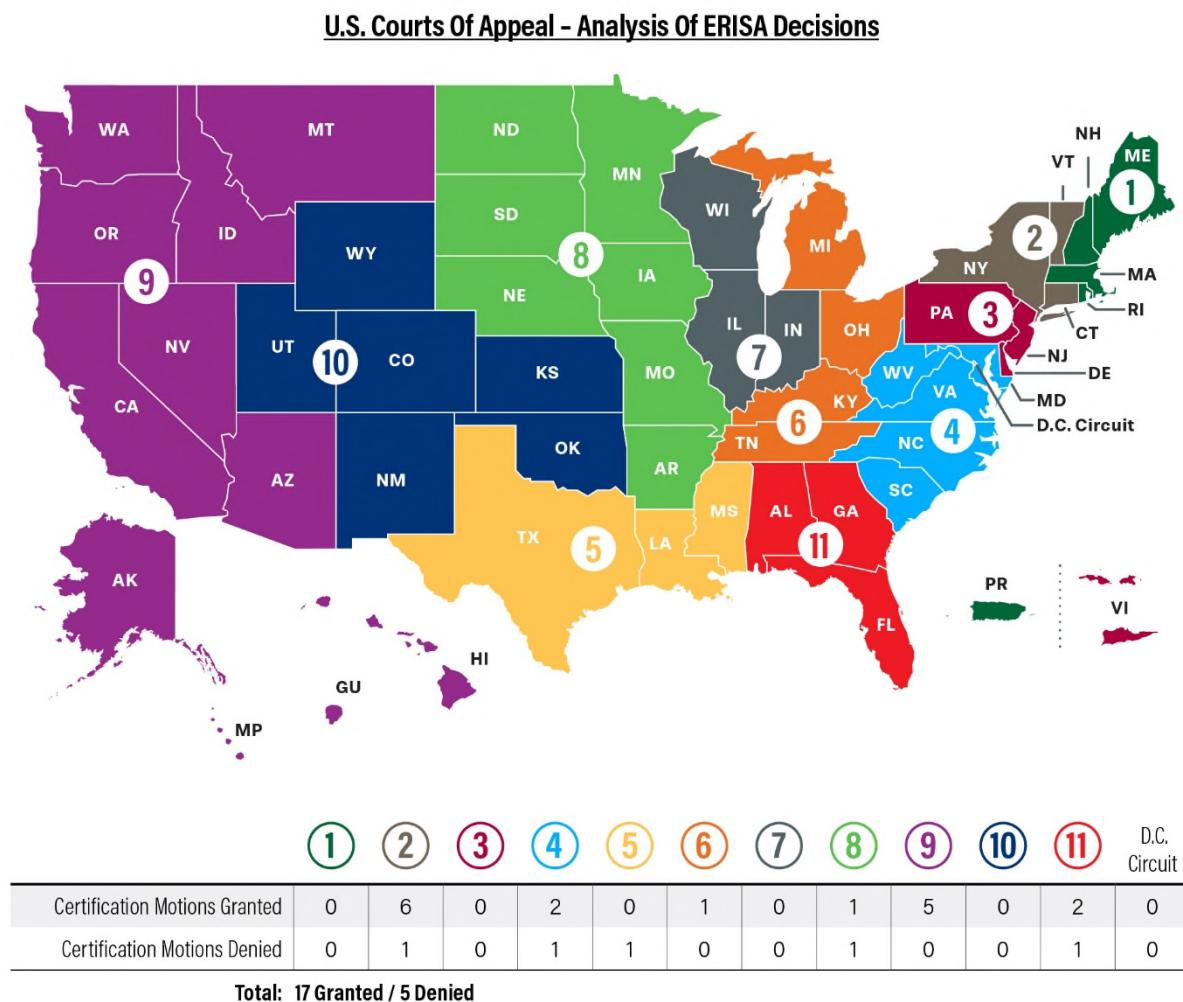 U.S. Courts Of Appeal – Analysis Of ERISA Decisions
NH
VT
ME
1
WA
MT
ND
MN
WI
MI
OR
ID
SD
8
2
NY
MA
RI
CT
WY
9
IA
NE
PA
3
NJ
DE
MD
D.C. Circuit
NV
UT
10
CO
KS
MO
IL
IN
7
OH
WV
VA
KY
6
4
CA
AZ
NM
OK
AR
TN
NC
SC
TX
5
LA
MS
AL
GA
11
FL
AK
PR
VI
HI
GU
MP
1 2 3 4 5 6 7 8 9 10 11 D.C. Circuit
Certification Motions Granted 0 6 0 2 0 1 0 1 5 0 2 0
Certification Motions Denied 0 1 0 1 1 0 0 1 0 0 1 0
Total: 17 Granted / 5 Denied